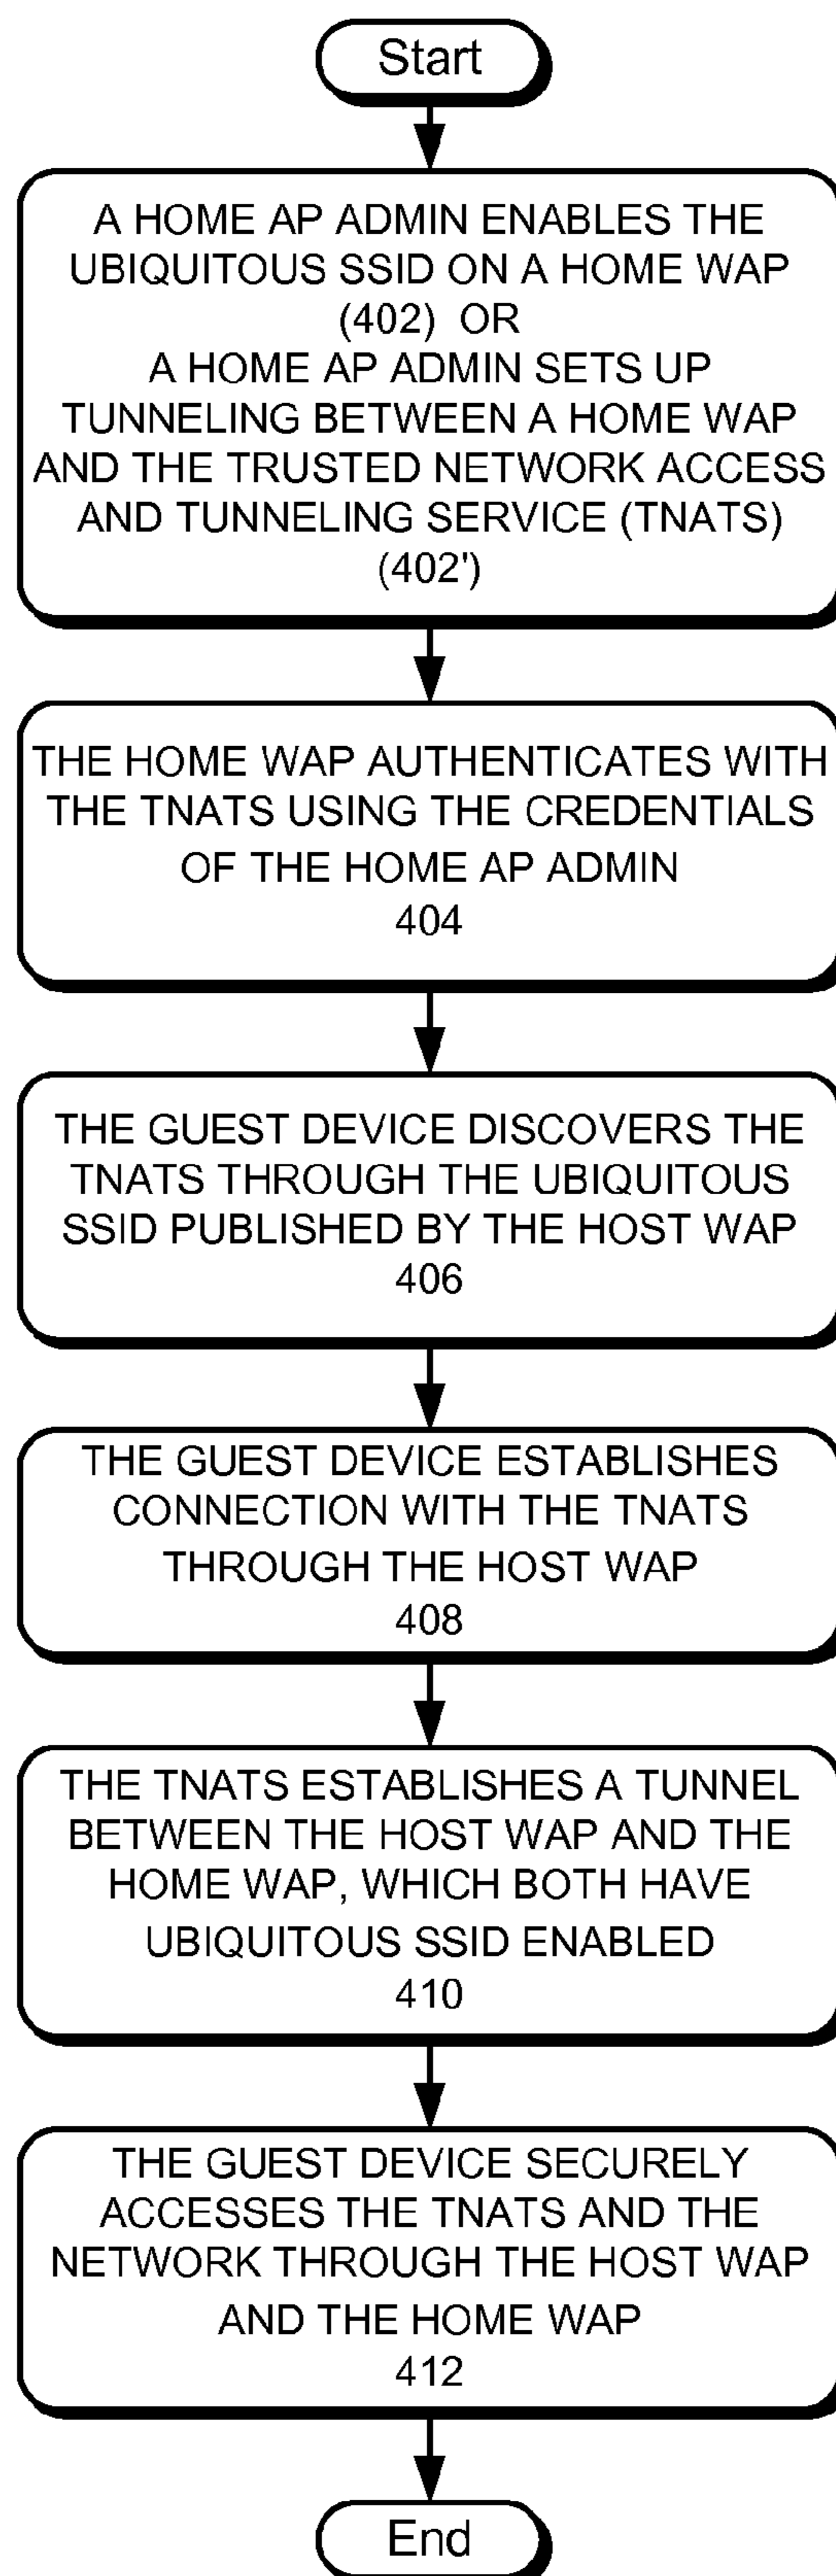 Start
A HOME AP ADMIN ENABLES THE
UBIQUITOUS SSID ON A HOME WAP
(402) OR
A HOME AP ADMIN SETS UP
TUNNELING BETWEEN A HOME WAP
AND THE TRUSTED NETWORK ACCESS
AND TUNNELING SERVICE (TNATS)
(402')
THE HOME WAP AUTHENTICATES WITH
THE TNATS USING THE CREDENTIALS
OF THE HOME AP ADMIN
404
THE GUEST DEVICE DISCOVERS THE
TNATS THROUGH THE UBIQUITOUS
SSID PUBLISHED BY THE HOST WAP
406
THE GUEST DEVICE ESTABLISHES
CONNECTION WITH THE TNATS
THROUGH THE HOST WAP
408
THE TNATS ESTABLISHES A TUNNEL
BETWEEN THE HOST WAP AND THE
HOME WAP, WHICH BOTH HAVE
UBIQUITOUS SSID ENABLED
410
THE GUEST DEVICE SECURELY
ACCESSES THE TNATS AND THE
NETWORK THROUGH THE HOST WAP
AND THE HOME WAP
412
End